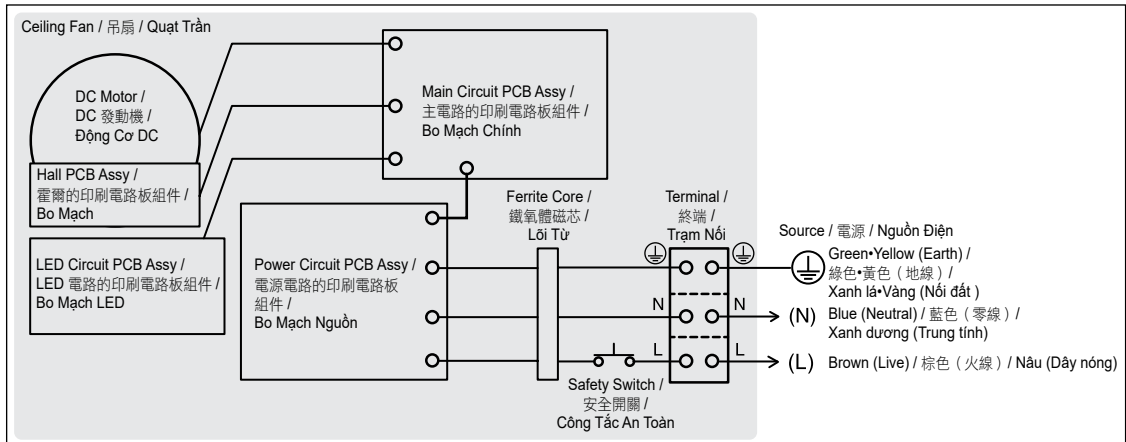 Ceiling Fan / 吊扇 / Quạt Trần
DC Motor /
DC 發動機 /
Động Cơ DC
Hall PCB Assy /
霍爾的印刷電路板組件 /
Bo Mạch
LED Circuit PCB Assy /
LED 電路的印刷電路板組件 /
Bo Mạch LED
Main Circuit PCB Assy /
主電路的印刷電路板組件 /
Bo Mạch Chính
Power Circuit PCB Assy /
電源電路的印刷電路板
組件 /
Bo Mạch Nguồn
Ferrite Core /
鐵氧體磁芯 /
Lõi Từ
Safety Switch /
安全開關 /
Công Tắc An Toàn
Terminal /
終端 /
Trạm Nối
N N
L L
Source / 電源 / Nguồn Điện
Green•Yellow (Earth) /
綠色•黃色（地線）/
Xanh lá•Vàng (Nối đất )
(N) Blue (Neutral) / 藍色（零線）/
Xanh dương (Trung tính)
(L) Brown (Live) / 棕色（火線）/ Nâu (Dây nóng)